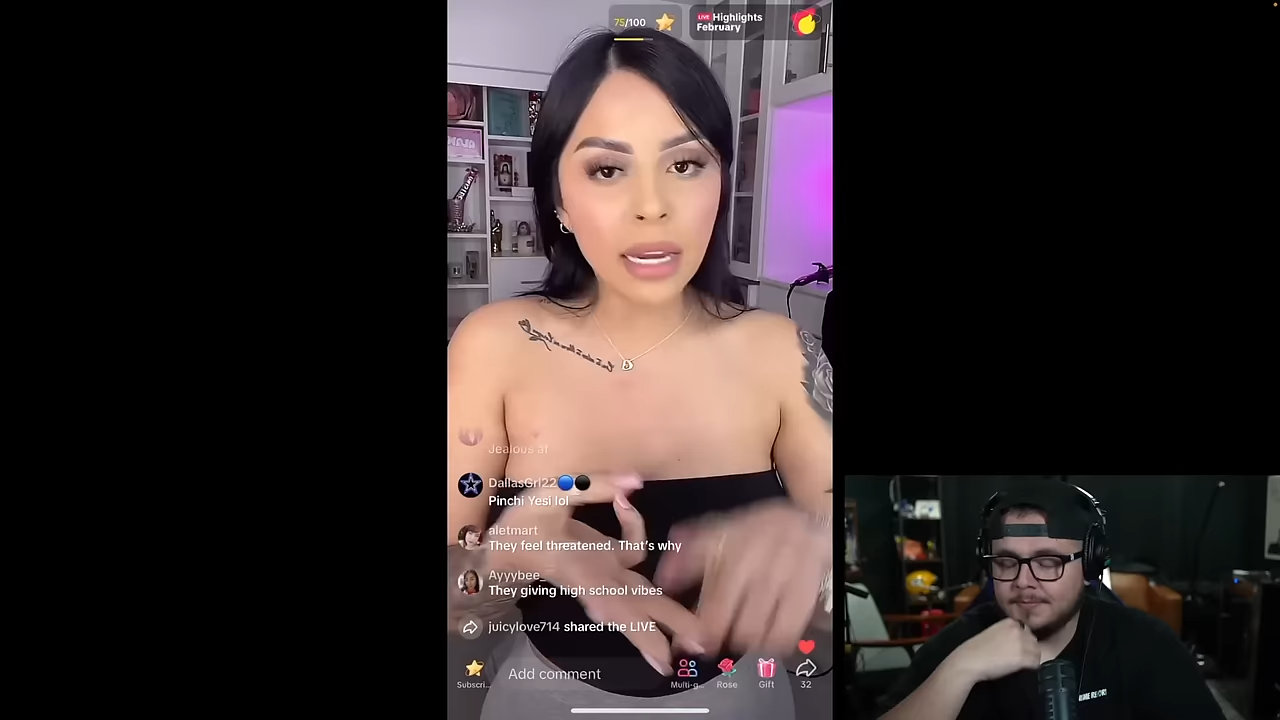 75/100
LIVE Highlights
February
Jealous af
DallasGrl22
Pinchi Yesi lol
aletmart
They feel threatened. That's why
Ayyybee_
They giving high school vibes
juicylove714 shared the LIVE
Add comment
Subscri...
Multi-g...
Rose
Gift
32